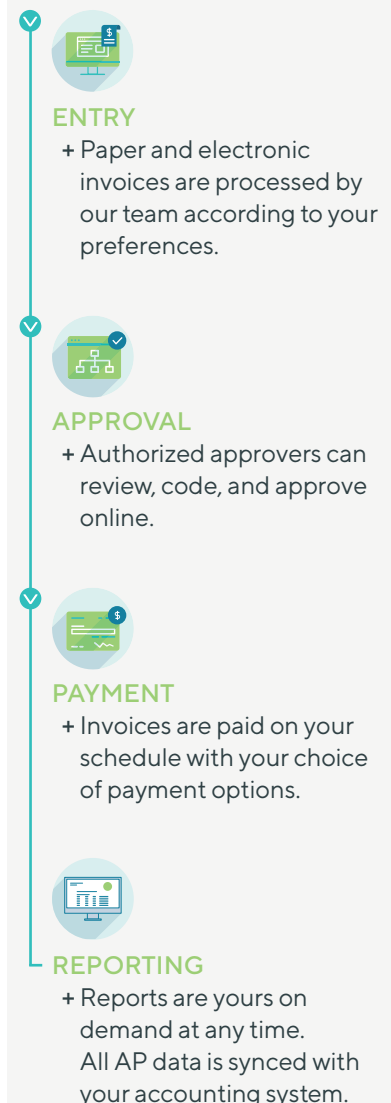 ENTRY
+ Paper and electronic
invoices are processed by
our team according to your
preferences.
APPROVAL
+ Authorized approvers can
review, code, and approve
online.
PAYMENT
+ Invoices are paid on your
schedule with your choice
of payment options.
REPORTING
+ Reports are yours on
demand at any time.
All AP data is synced with
your accounting system.